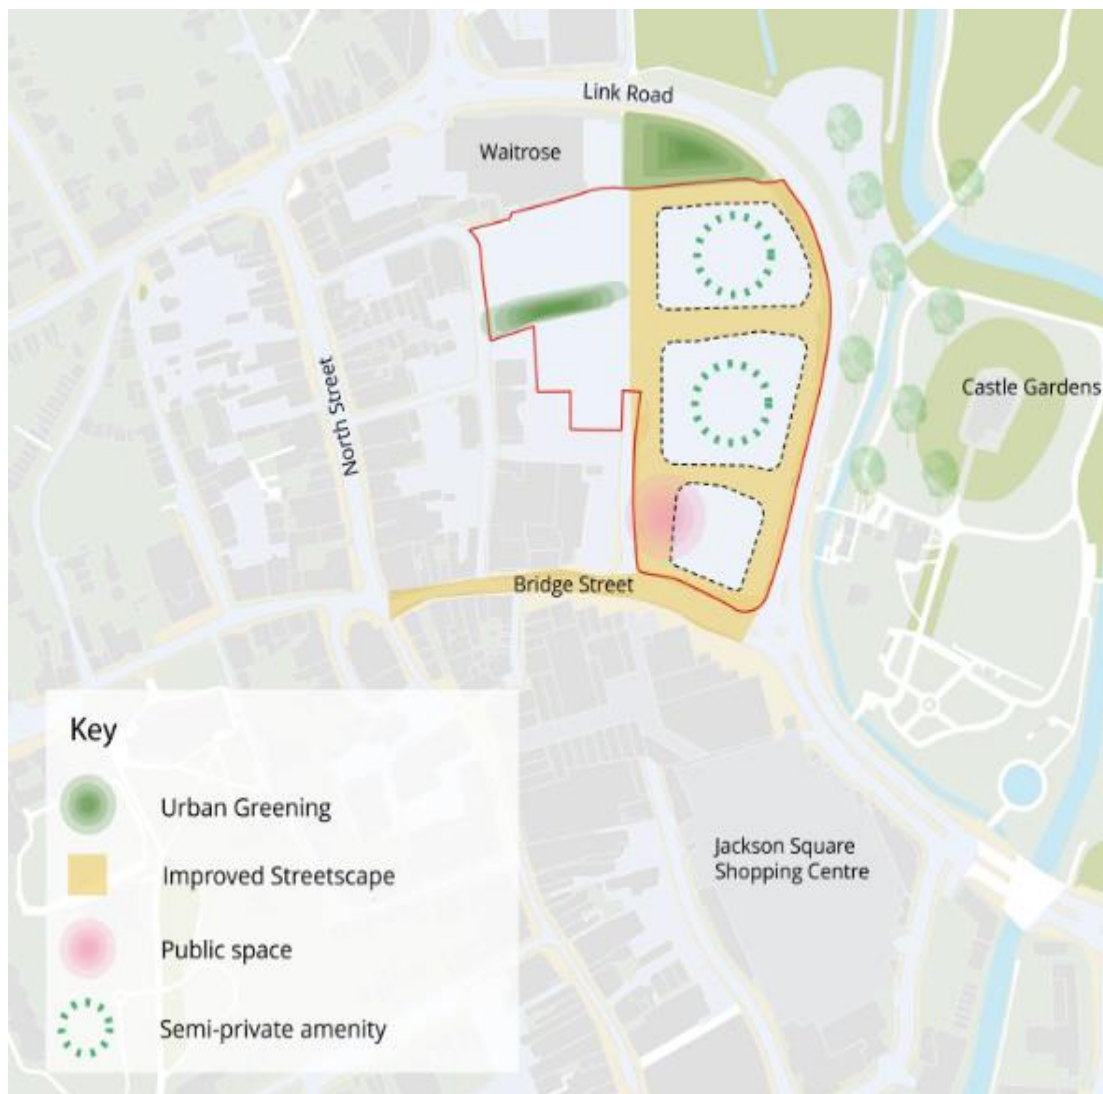 Link Road
Waitrose
Castle Gardens
North Street
Bridge Street
Key
Urban Greening
Improved Streetscape
Public space
Semi-private amenity
Jackson Square
Shopping Centre